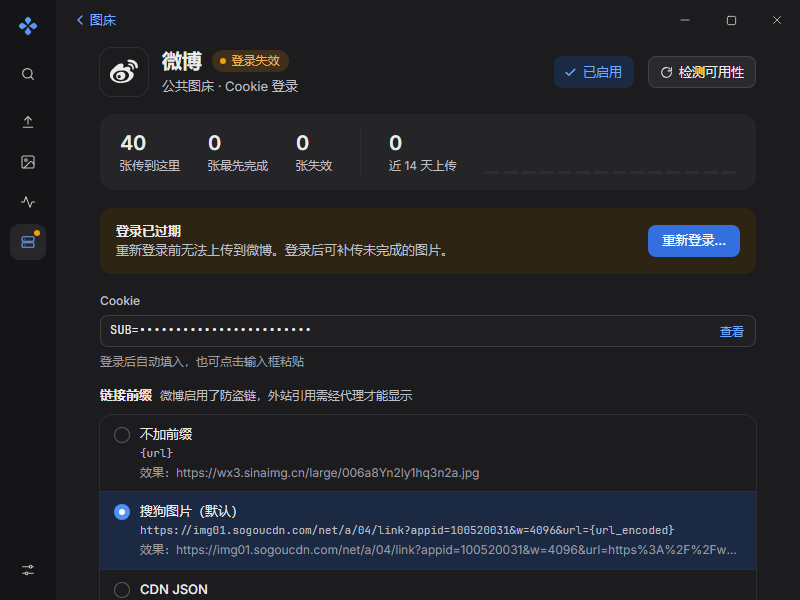 图床
微博 登录失效
公共图床 · Cookie 登录
已启用
检测可用性
40 0 0 0
张传到这里 张最先完成 张失效 近 14 天上传
登录已过期
重新登录前无法上传到微博。登录后可补传未完成的图片。
重新登录...
Cookie
SUB=••••••••••••••••••••••••
查看
登录后自动填入，也可点击输入框粘贴
链接前缀 微博启用了防盗链，外站引用需经代理才能显示
不加前缀
{url}
效果：https://wx3.sinaimg.cn/large/006a8Yn2ly1hq3n2a.jpg
搜狗图片（默认）
https://img01.sogoucdn.com/net/a/04/link?appid=100520031&w=4096&url={url_encoded}
效果：https://img01.sogoucdn.com/net/a/04/link?appid=100520031&w=4096&url=https%3A%2F%2Fw...
CDN JSON